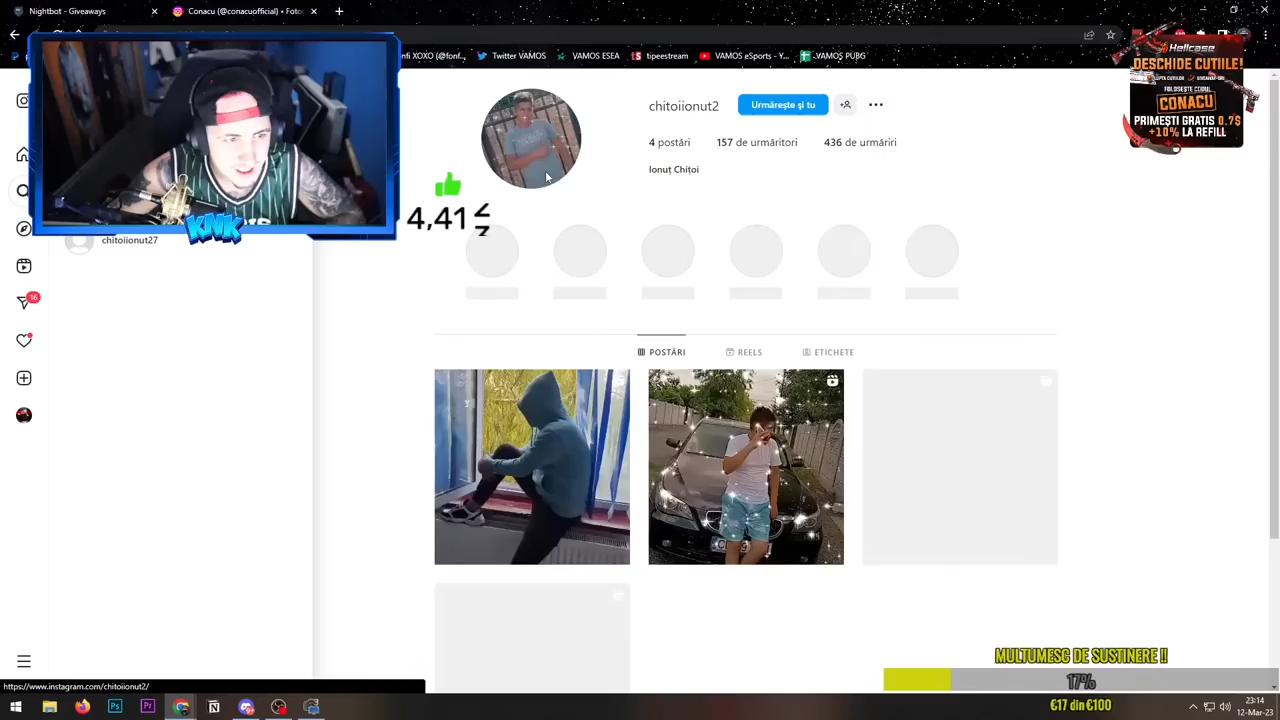 Nightbot - Giveaways
Conacu (@conacuofficial) • Foto
nfi XOXO (@fonf...
Twitter VAMOS
VAMOS ESEA
tipeestream
VAMOS eSports - Y...
VAMOS PUBG
Hellcase
DESCHIDE CUTIILE!
FOLOSEȘTE CODUL
CONACU
PRIMEȘTI GRATIS 0.7$
+10% LA REFILL
KNK
4,41
chitoiionut2
Urmărește și tu
4 postări
157 de urmăritori
436 de urmăriri
Ionuț Chițoi
chitoiionut27
16
POSTĂRI
REELS
ETICHETE
MULTUMESC DE SUSTINERE !!
17%
€17 din €100
https://www.instagram.com/chitoiionut2/
23:14
12-Mar-23